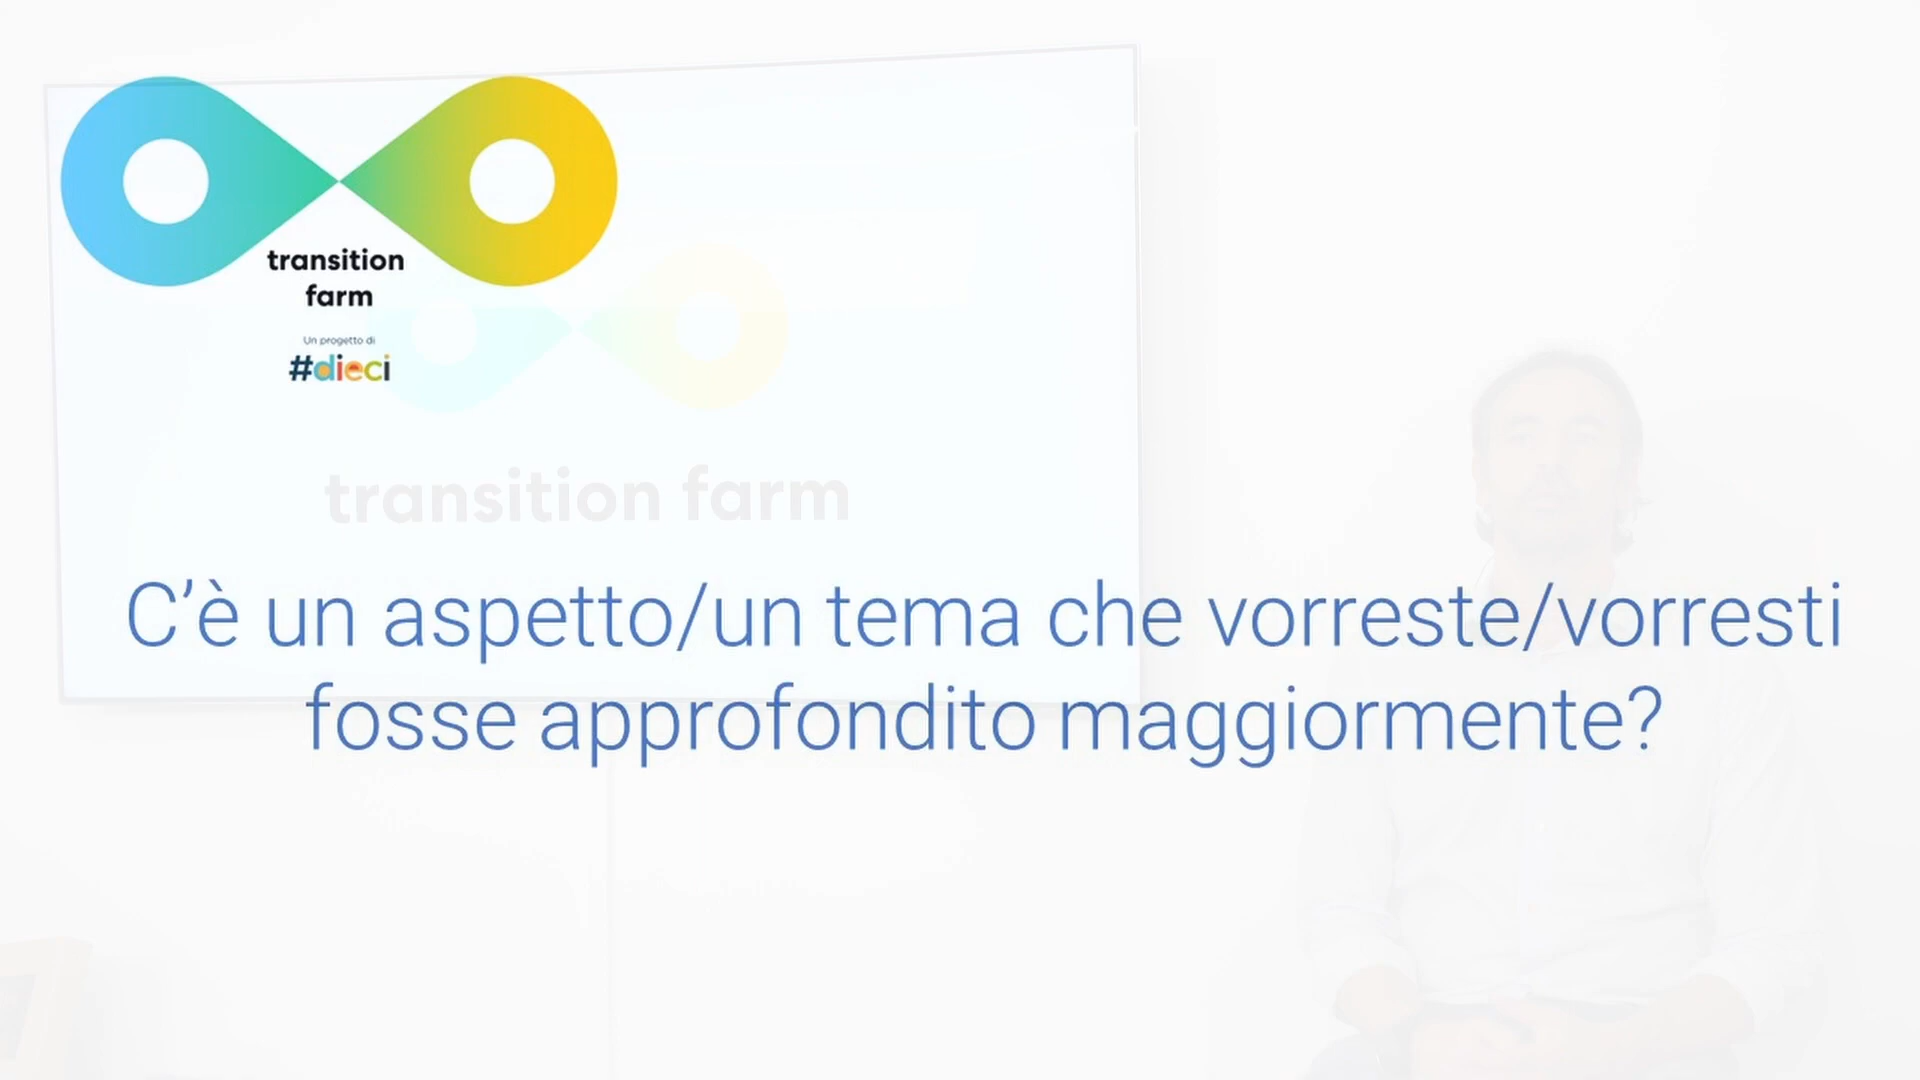 transition
farm
Un progetto di
#dieci
transition farm
C’è un aspetto/un tema che vorreste/vorresti
fosse approfondito maggiormente?